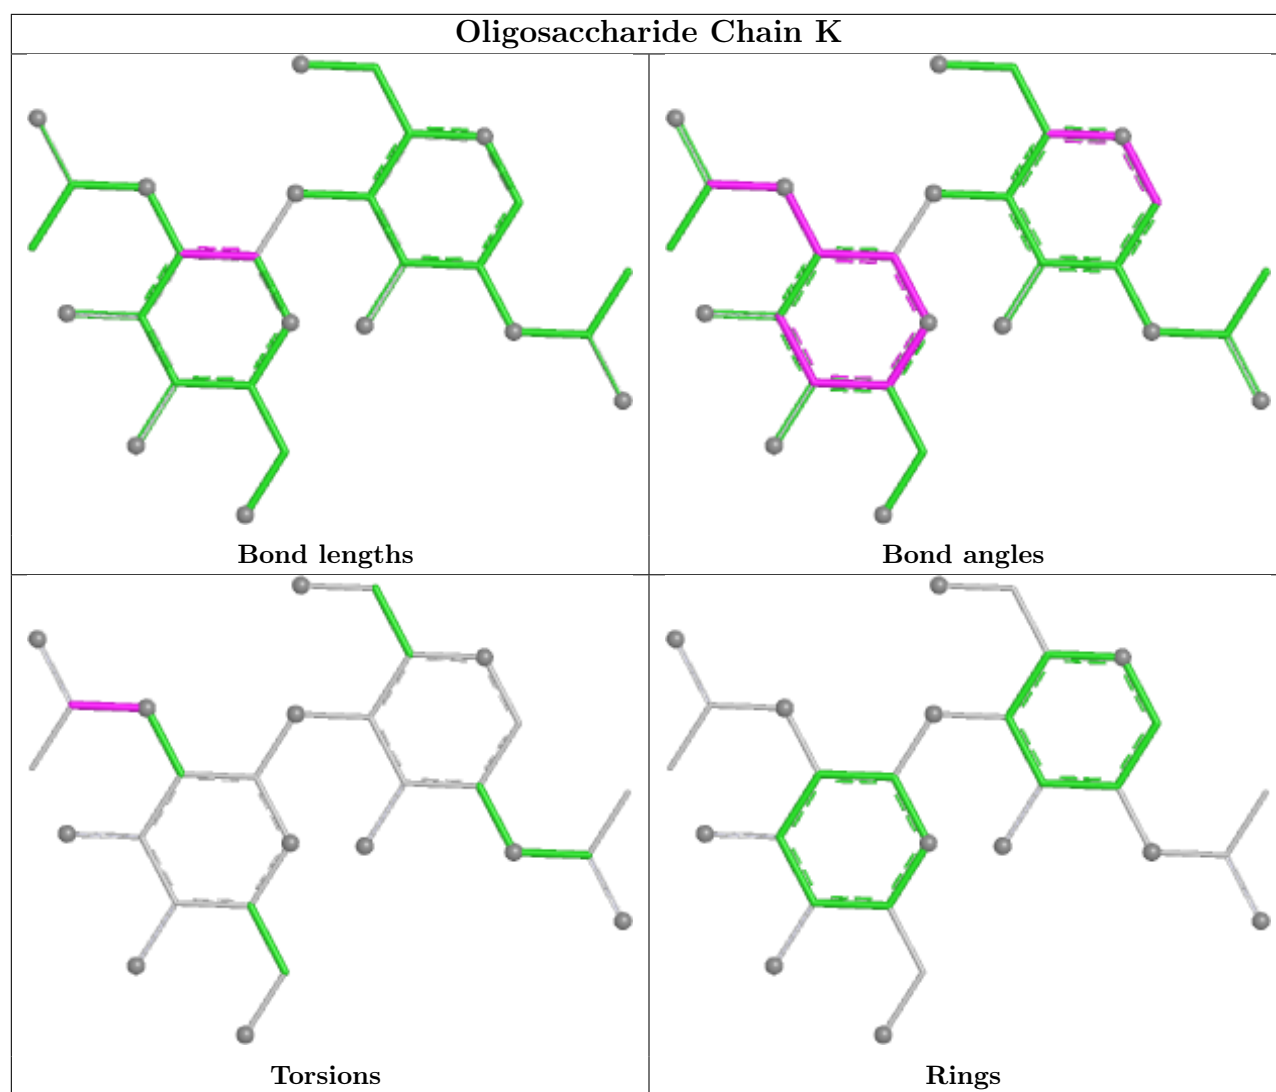 Oligosaccharide Chain K
Bond lengths
Bond angles
Torsions
Rings